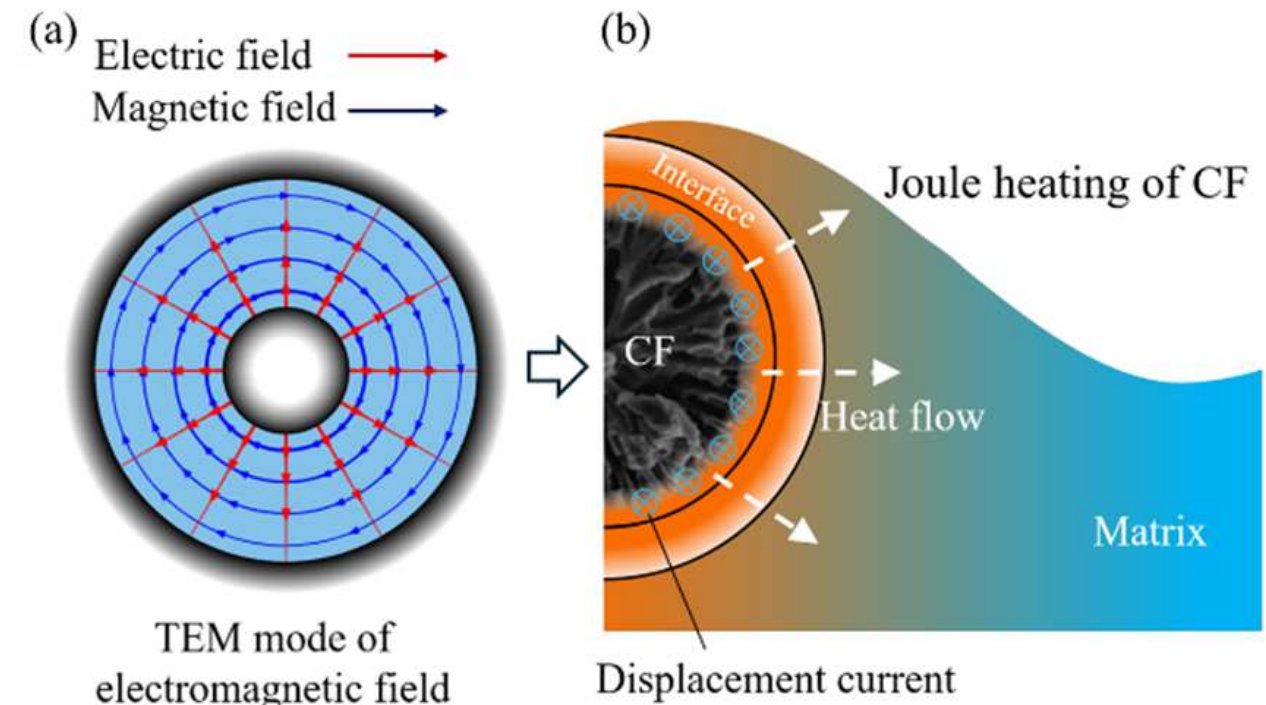 (a)
Electric field
Magnetic field
TEM mode of
electromagnetic field
(b)
Interface
Joule heating of CF
CF
Heat flow
Matrix
Displacement current